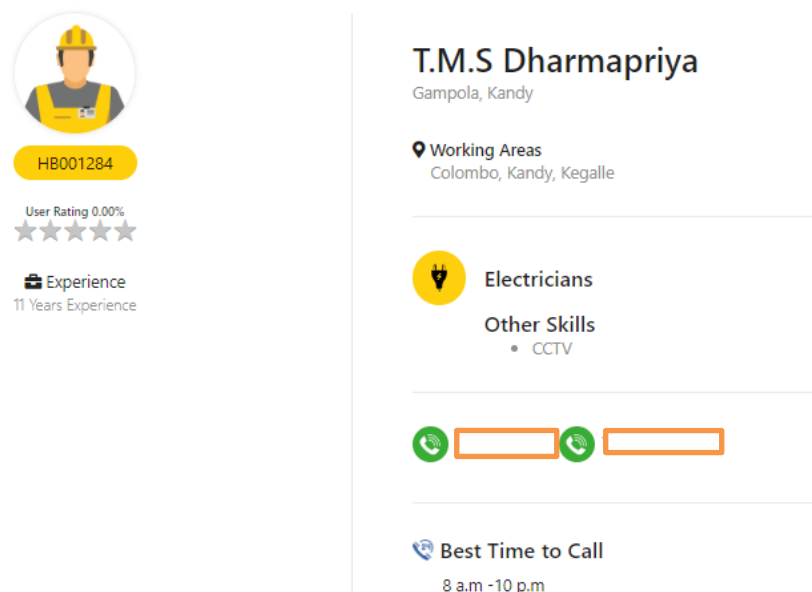 HB001284
User Rating 0.00%
Experience
11 Years Experience
T.M.S Dharmapriya
Gampola, Kandy
Working Areas
Colombo, Kandy, Kegalle
Electricians
Other Skills
• CCTV
Best Time to Call
8 a.m -10 p.m